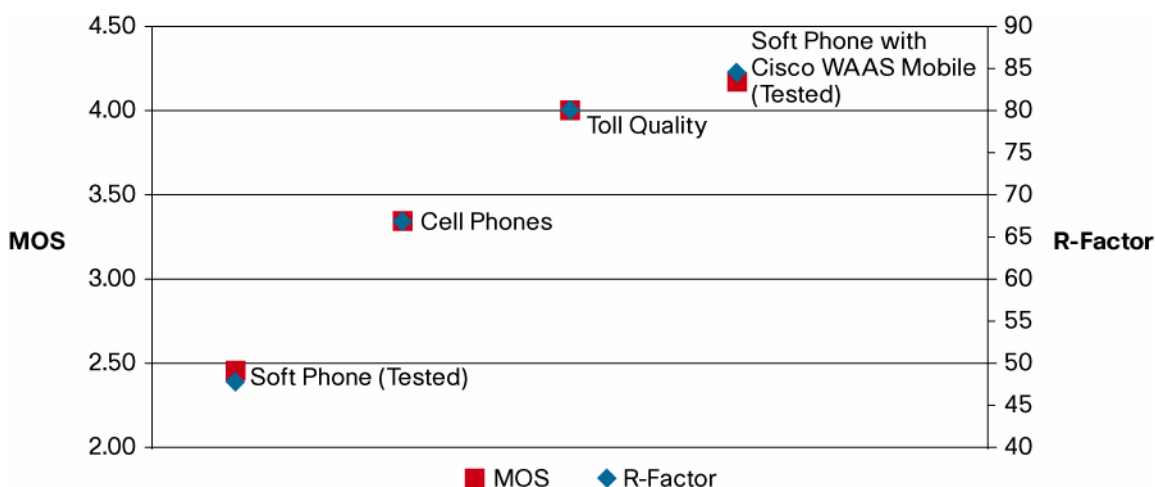 4.50
4.00
3.50
3.00
2.50
2.00
MOS
Soft Phone with
Cisco WAAS Mobile
(Tested)
Toll Quality
Cell Phones
Soft Phone (Tested)
90
85
80
75
70
65
60
55
50
45
40
R-Factor
MOS R-Factor